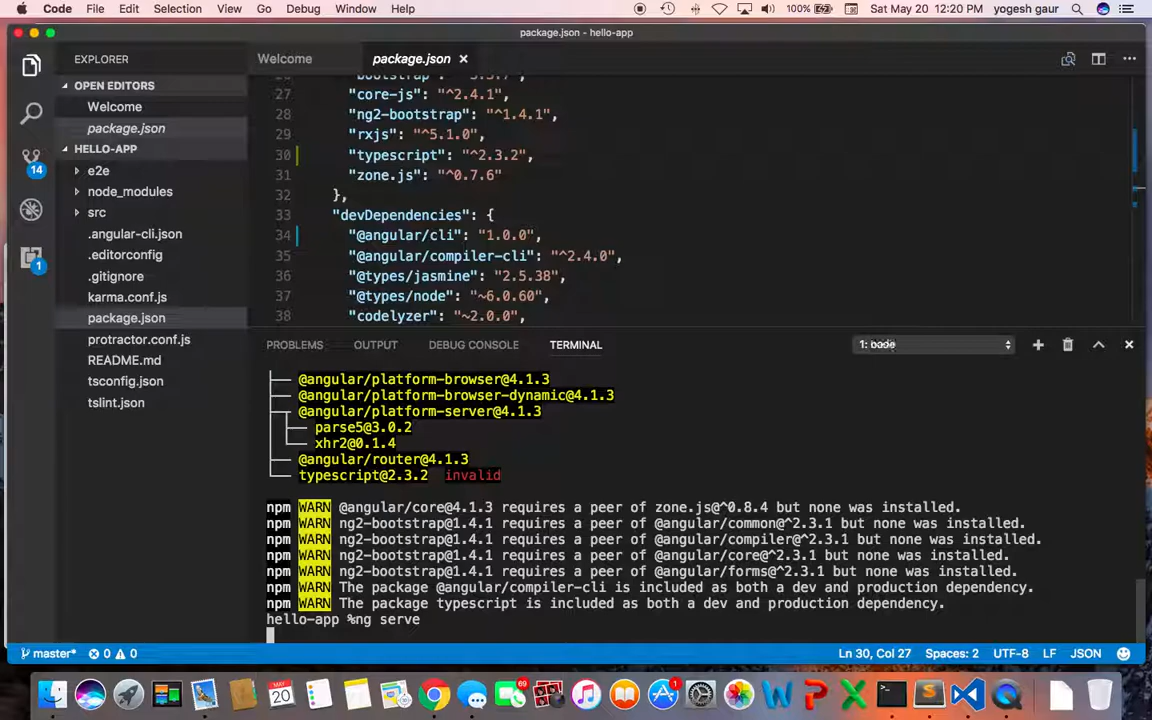 Code File Edit Selection View Go Debug Window Help 100% Sat May 20 12:20 PM yogesh gaur
package.json - hello-app
EXPLORER
Welcome
package.json
OPEN EDITORS
Welcome
package.json
HELLO-APP
14
e2e
node_modules
src
.angular-cli.json
.editorconfig
1
.gitignore
karma.conf.js
package.json
protractor.conf.js
README.md
tsconfig.json
tslint.json
27 "core-js": "^2.4.1",
28 "ng2-bootstrap": "^1.4.1",
29 "rxjs": "^5.1.0",
30 "typescript": "^2.3.2",
31 "zone.js": "^0.7.6"
32 },
33 "devDependencies": {
34 "@angular/cli": "1.0.0",
35 "@angular/compiler-cli": "^2.4.0",
36 "@types/jasmine": "2.5.38",
37 "@types/node": "~6.0.60",
38 "codelyzer": "~2.0.0",
PROBLEMS OUTPUT DEBUG CONSOLE TERMINAL 1: bash
@angular/platform-browser@4.1.3
@angular/platform-browser-dynamic@4.1.3
@angular/platform-server@4.1.3
parse5@3.0.2
xhr2@0.1.4
@angular/router@4.1.3
typescript@2.3.2 invalid
npm WARN @angular/core@4.1.3 requires a peer of zone.js@^0.8.4 but none was installed.
npm WARN ng2-bootstrap@1.4.1 requires a peer of @angular/common@^2.3.1 but none was installed.
npm WARN ng2-bootstrap@1.4.1 requires a peer of @angular/compiler@^2.3.1 but none was installed.
npm WARN ng2-bootstrap@1.4.1 requires a peer of @angular/core@^2.3.1 but none was installed.
npm WARN ng2-bootstrap@1.4.1 requires a peer of @angular/forms@^2.3.1 but none was installed.
npm WARN The package @angular/compiler-cli is included as both a dev and production dependency.
npm WARN The package typescript is included as both a dev and production dependency.
hello-app %ng serve
master* 0 0 Ln 30, Col 27 Spaces: 2 UTF-8 LF JSON
MAY
20
69
1